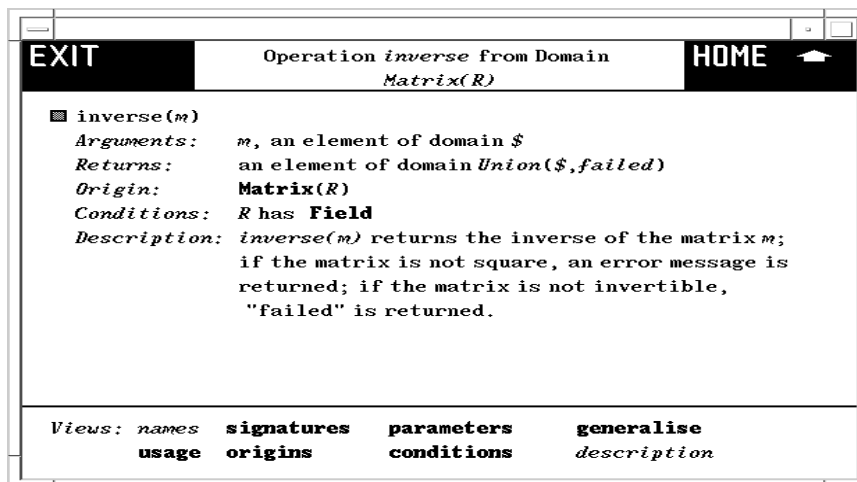 EXIT Operation inverse from Domain HOME
Matrix(R)
inverse(m)
Arguments: m, an element of domain $
Returns: an element of domain Union($,failed)
Origin: Matrix(R)
Conditions: R has Field
Description: inverse(m) returns the inverse of the matrix m;
if the matrix is not square, an error message is
returned; if the matrix is not invertible,
"failed" is returned.
Views: names signatures parameters generalise
usage origins conditions description